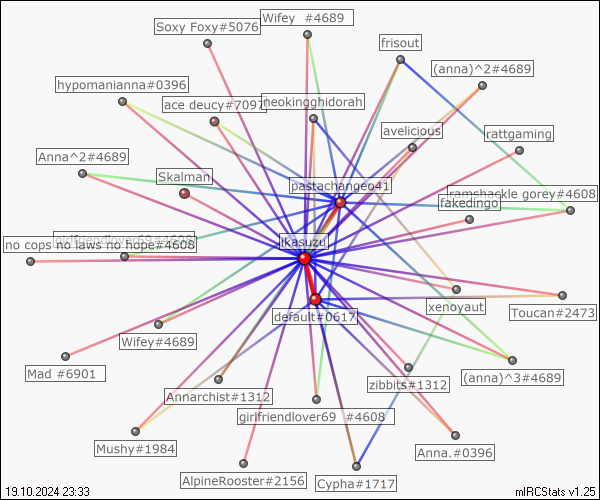 Soxy Foxy#5076
Wifey #4689
frisout
(anna)^2#4689
hypomanianna#0396
ace deucy#7097
neokingghidorah
avelicious
rattgaming
Anna^2#4689
Skalman
pastachangeo41
ramshackle gorey#4608
fakedingo
girlfriendlover69#4608
no cops no laws no hope#4608
ikasuzu
xenoyaut
Toucan#2473
default#0617
Wifey#4689
Mad #6901
Annarchist#1312
zibbits#1312
(anna)^3#4689
girlfriendlover69 #4608
Mushy#1984
Anna.#0396
AlpineRooster#2156
Cypha#1717
19.10.2024 23:33
mIRCStats v1.25